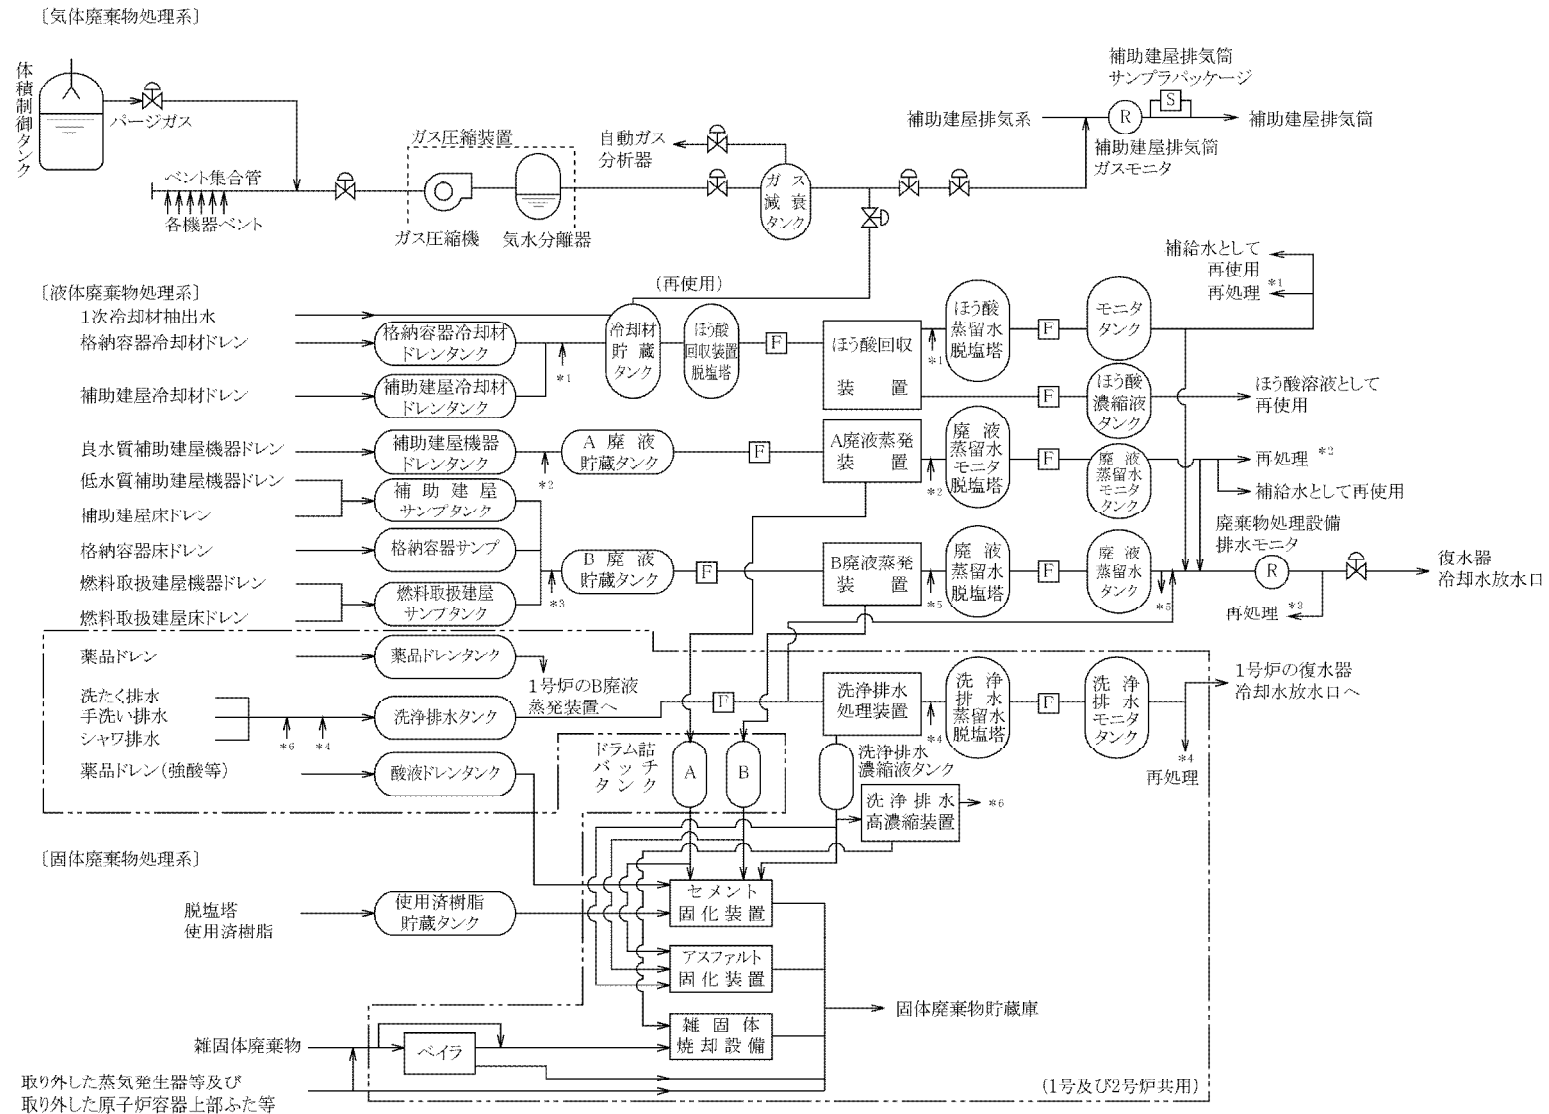 〔気体廃棄物処理系〕
体積制御タンク
パージガス
ベント集合管
各機器ベント
ガス圧縮装置
ガス圧縮機
気水分離器
自動ガス
分析器
ガス
減衰
タンク
補助建屋排気系
補助建屋排気筒
サンプラパッケージ
S
R
補助建屋排気筒
補助建屋排気筒
ガスモニタ
〔液体廃棄物処理系〕
(再使用)
1次冷却材抽出水
格納容器冷却材ドレン
格納容器冷却材
ドレンタンク
*1
補助建屋冷却材ドレン
補助建屋冷却材
ドレンタンク
冷却材
貯蔵
タンク
ほう酸
回収装置
脱塩塔
F
ほう酸回収
装置
*1
ほう酸
蒸留水
脱塩塔
F
モニタ
タンク
補給水として
再使用
再処理 *1
F
ほう酸
濃縮液
タンク
ほう酸溶液として
再使用
良水質補助建屋機器ドレン
補助建屋機器
ドレンタンク
*2
A廃液
貯蔵タンク
F
A廃液蒸発
装置
*2
廃液
蒸留水
モニタ
脱塩塔
F
廃液
蒸留水
モニタ
タンク
再処理 *2
補給水として再使用
低水質補助建屋機器ドレン
補助建屋床ドレン
補助建屋
サンプタンク
格納容器床ドレン
格納容器サンプ
燃料取扱建屋機器ドレン
燃料取扱建屋床ドレン
燃料取扱建屋
サンプタンク
*3
B廃液
貯蔵タンク
F
B廃液蒸発
装置
*5
廃液
蒸留水
脱塩塔
F
廃液
蒸留水
タンク
*5
廃棄物処理設備
排水モニタ
R
再処理 *3
復水器
冷却水放水口
薬品ドレン
薬品ドレンタンク
1号炉のB廃液
蒸発装置へ
洗たく排水
手洗い排水
シャワ排水
*6
*4
洗浄排水タンク
F
洗浄排水
処理装置
*4
洗浄
排水
蒸留水
脱塩塔
F
洗浄
排水
モニタ
タンク
1号炉の復水器
冷却水放水口へ
*4
再処理
薬品ドレン(強酸等)
酸液ドレンタンク
ドラム詰
バッチ
タンク
A
B
洗浄排水
濃縮液タンク
洗浄排水
高濃縮装置
*6
〔固体廃棄物処理系〕
脱塩塔
使用済樹脂
使用済樹脂
貯蔵タンク
セメント
固化装置
アスファルト
固化装置
固体廃棄物貯蔵庫
雑固体
焼却設備
雑固体廃棄物
ベイラ
取り外した蒸気発生器等及び
取り外した原子炉容器上部ふた等
(1号及び2号炉共用)